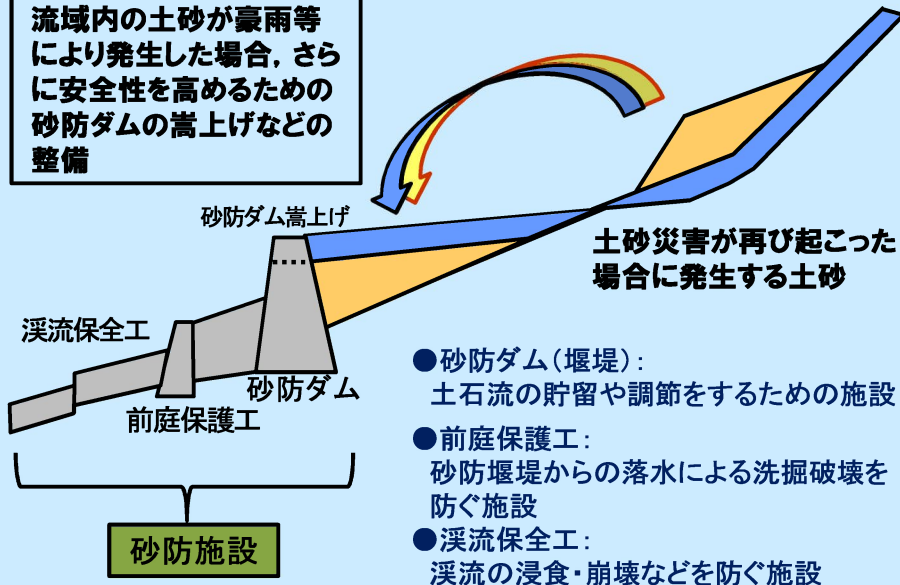 流域内の土砂が豪雨等
により発生した場合，さら
に安全性を高めるための
砂防ダムの嵩上げなどの
整備
砂防ダム嵩上げ
土砂災害が再び起こった
場合に発生する土砂
渓流保全工
砂防ダム
前庭保護工
●砂防ダム（堰堤）：
土石流の貯留や調節をするための施設
●前庭保護工：
砂防堰堤からの落水による洗掘破壊を
防ぐ施設
●渓流保全工：
渓流の浸食・崩壊などを防ぐ施設
砂防施設